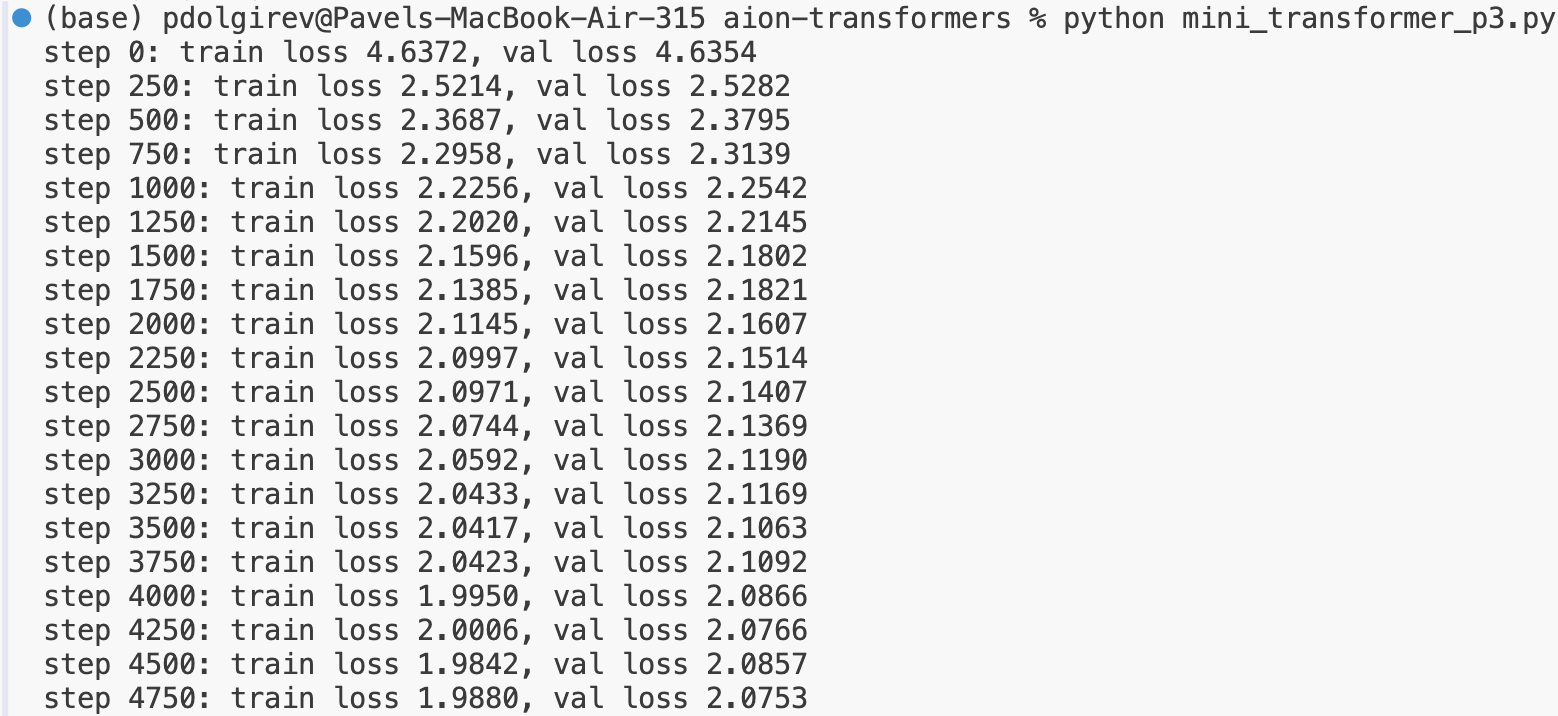 (base) pdolgirev@Pavels-MacBook-Air-315 aion-transformers % python mini_transformer_p3.py
step 0: train loss 4.6372, val loss 4.6354
step 250: train loss 2.5214, val loss 2.5282
step 500: train loss 2.3687, val loss 2.3795
step 750: train loss 2.2958, val loss 2.3139
step 1000: train loss 2.2256, val loss 2.2542
step 1250: train loss 2.2020, val loss 2.2145
step 1500: train loss 2.1596, val loss 2.1802
step 1750: train loss 2.1385, val loss 2.1821
step 2000: train loss 2.1145, val loss 2.1607
step 2250: train loss 2.0997, val loss 2.1514
step 2500: train loss 2.0971, val loss 2.1407
step 2750: train loss 2.0744, val loss 2.1369
step 3000: train loss 2.0592, val loss 2.1190
step 3250: train loss 2.0433, val loss 2.1169
step 3500: train loss 2.0417, val loss 2.1063
step 3750: train loss 2.0423, val loss 2.1092
step 4000: train loss 1.9950, val loss 2.0866
step 4250: train loss 2.0006, val loss 2.0766
step 4500: train loss 1.9842, val loss 2.0857
step 4750: train loss 1.9880, val loss 2.0753